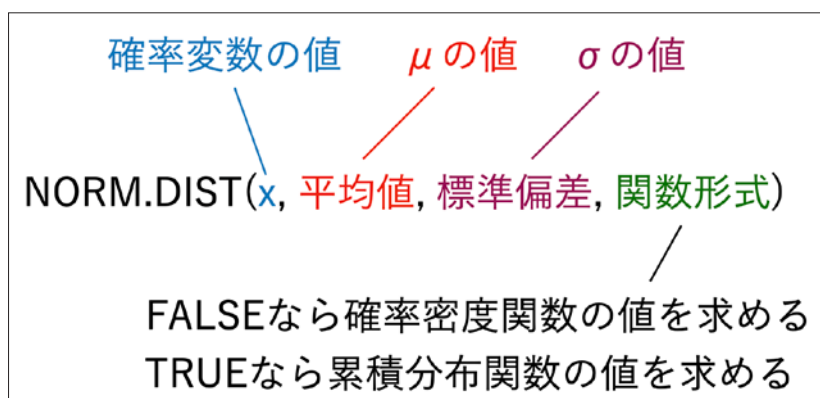 確率変数の値 μの値 σの値
NORM.DIST(x, 平均値, 標準偏差, 関数形式)
FALSEなら確率密度関数の値を求める
TRUEなら累積分布関数の値を求める